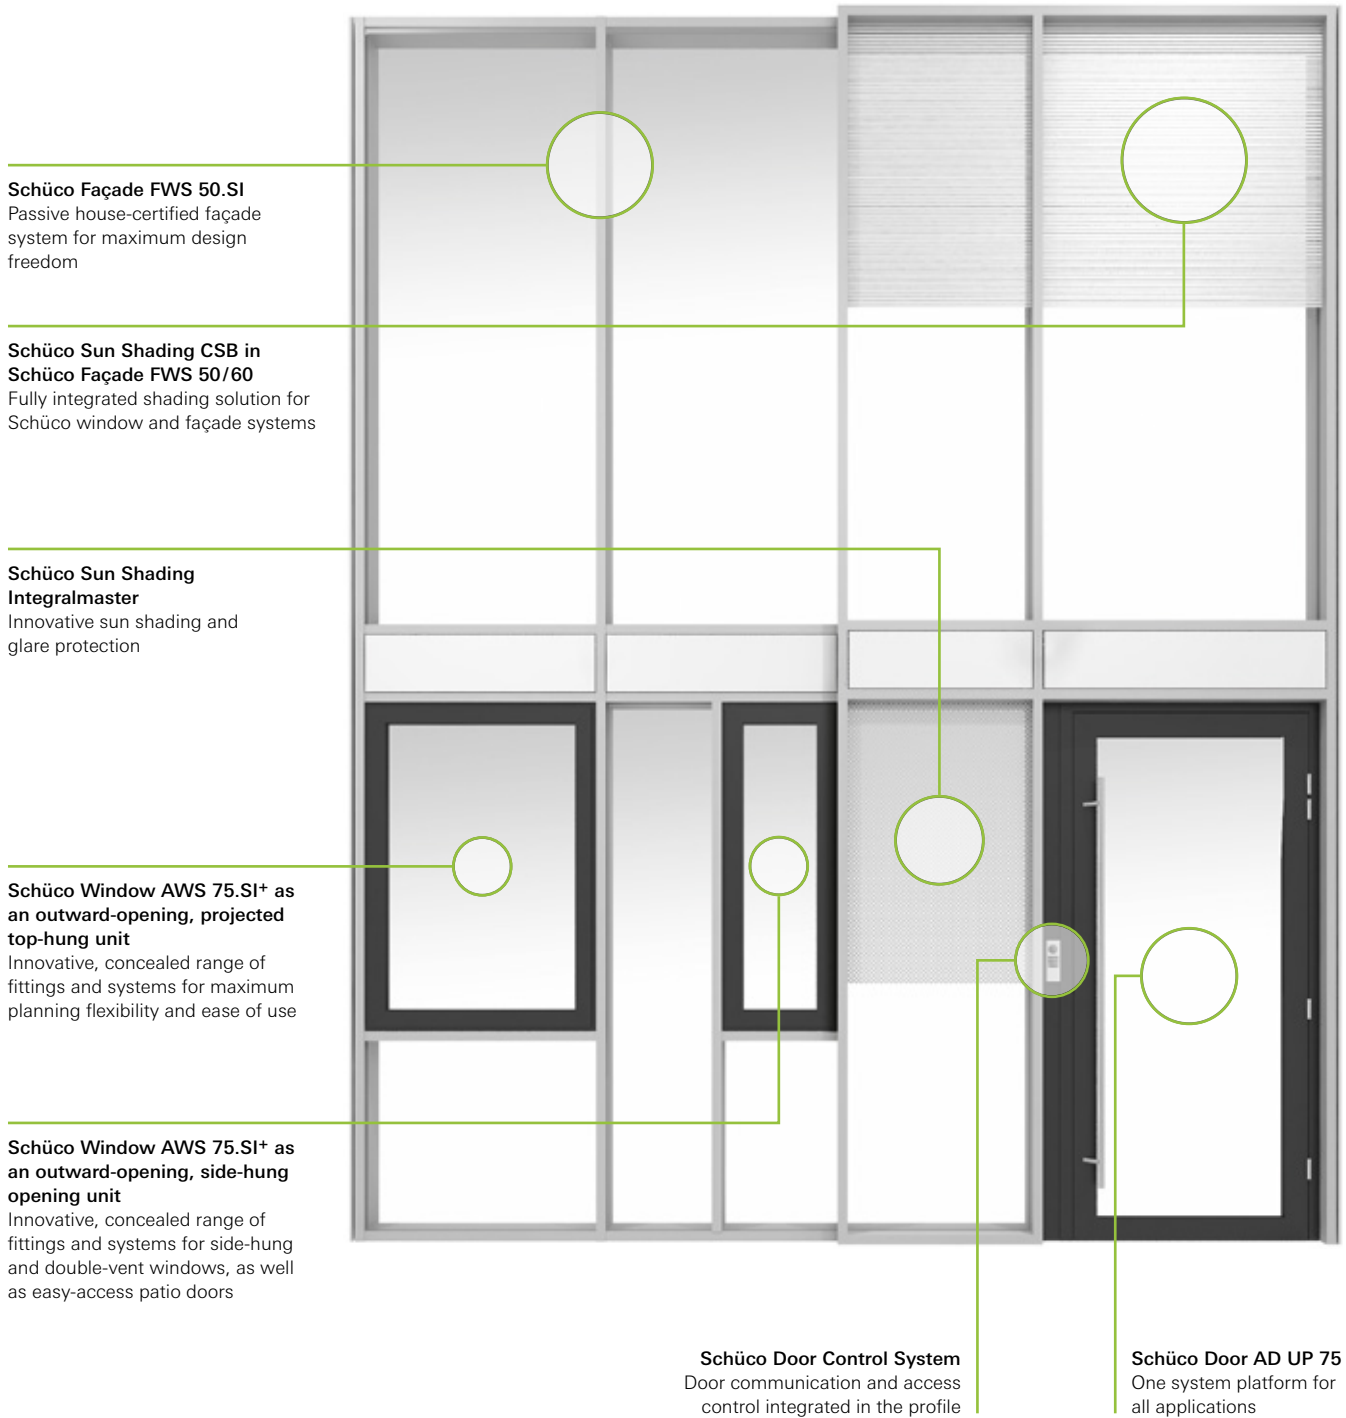 Schüco Façade FWS 50.SI
Passive house-certified façade
system for maximum design
freedom
Schüco Sun Shading CSB in
Schüco Façade FWS 50/60
Fully integrated shading solution for
Schüco window and façade systems
Schüco Sun Shading
Integralmaster
Innovative sun shading and
glare protection
Schüco Window AWS 75.SI+ as
an outward-opening, projected
top-hung unit
Innovative, concealed range of
fittings and systems for maximum
planning flexibility and ease of use
Schüco Window AWS 75.SI+ as
an outward-opening, side-hung
opening unit
Innovative, concealed range of
fittings and systems for side-hung
and double-vent windows, as well
as easy-access patio doors
Schüco Door Control System
Door communication and access
control integrated in the profile
Schüco Door AD UP 75
One system platform for
all applications